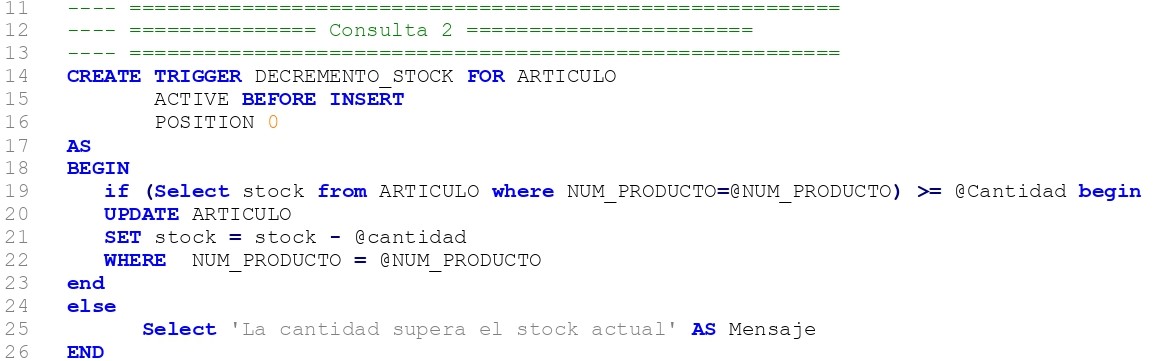 11 ---- =========================================================
12 ---- =============== Consulta 2 =======================
13 ---- =========================================================
14 CREATE TRIGGER DECREMENTO_STOCK FOR ARTICULO
15 ACTIVE BEFORE INSERT
16 POSITION 0
17 AS
18 BEGIN
19 if (Select stock from ARTICULO where NUM_PRODUCTO=@NUM_PRODUCTO) >= @Cantidad begin
20 UPDATE ARTICULO
21 SET stock = stock - @cantidad
22 WHERE  NUM_PRODUCTO = @NUM_PRODUCTO
23 end
24 else
25 Select 'La cantidad supera el stock actual' AS Mensaje
26 END